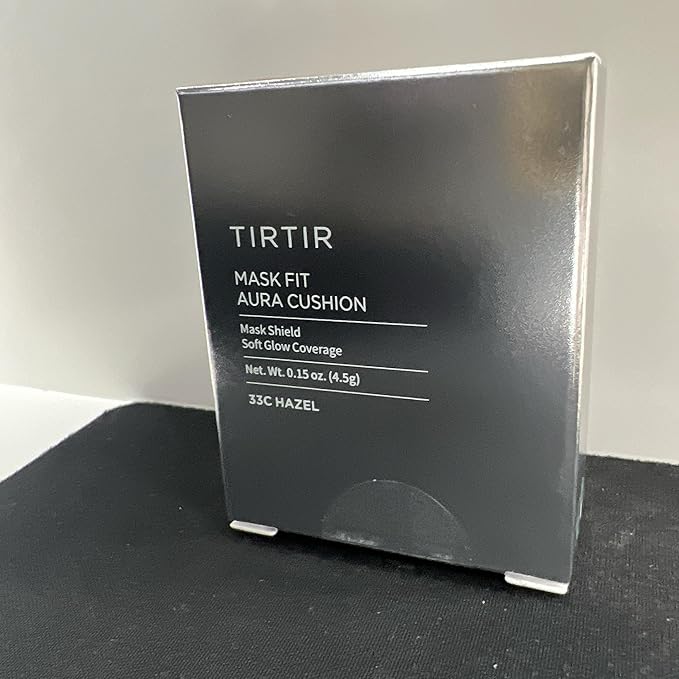 TIRTIR
MASK FIT
AURA CUSHION
Mask Shield
Soft Glow Coverage
Net. Wt. 0.15 oz. (4.5g)
33C HAZEL